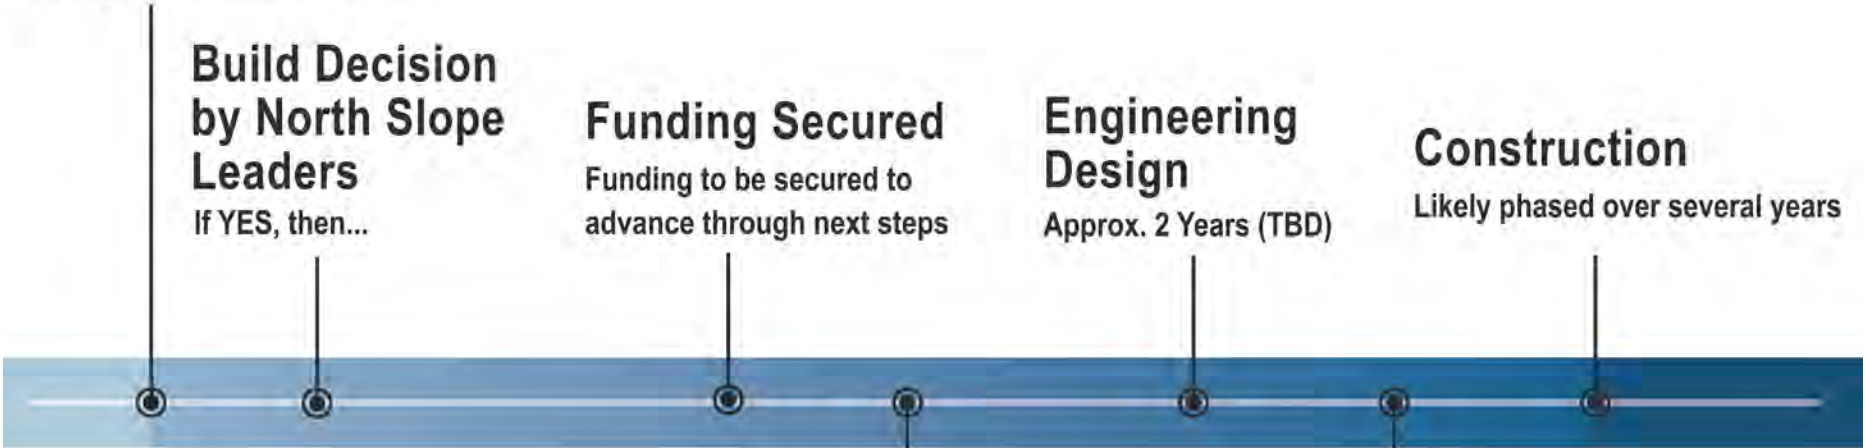 Build Decision
by North Slope
Leaders
If YES, then...
Funding Secured
Funding to be secured to
advance through next steps
Engineering
Design
Approx. 2 Years (TBD)
Construction
Likely phased over several years